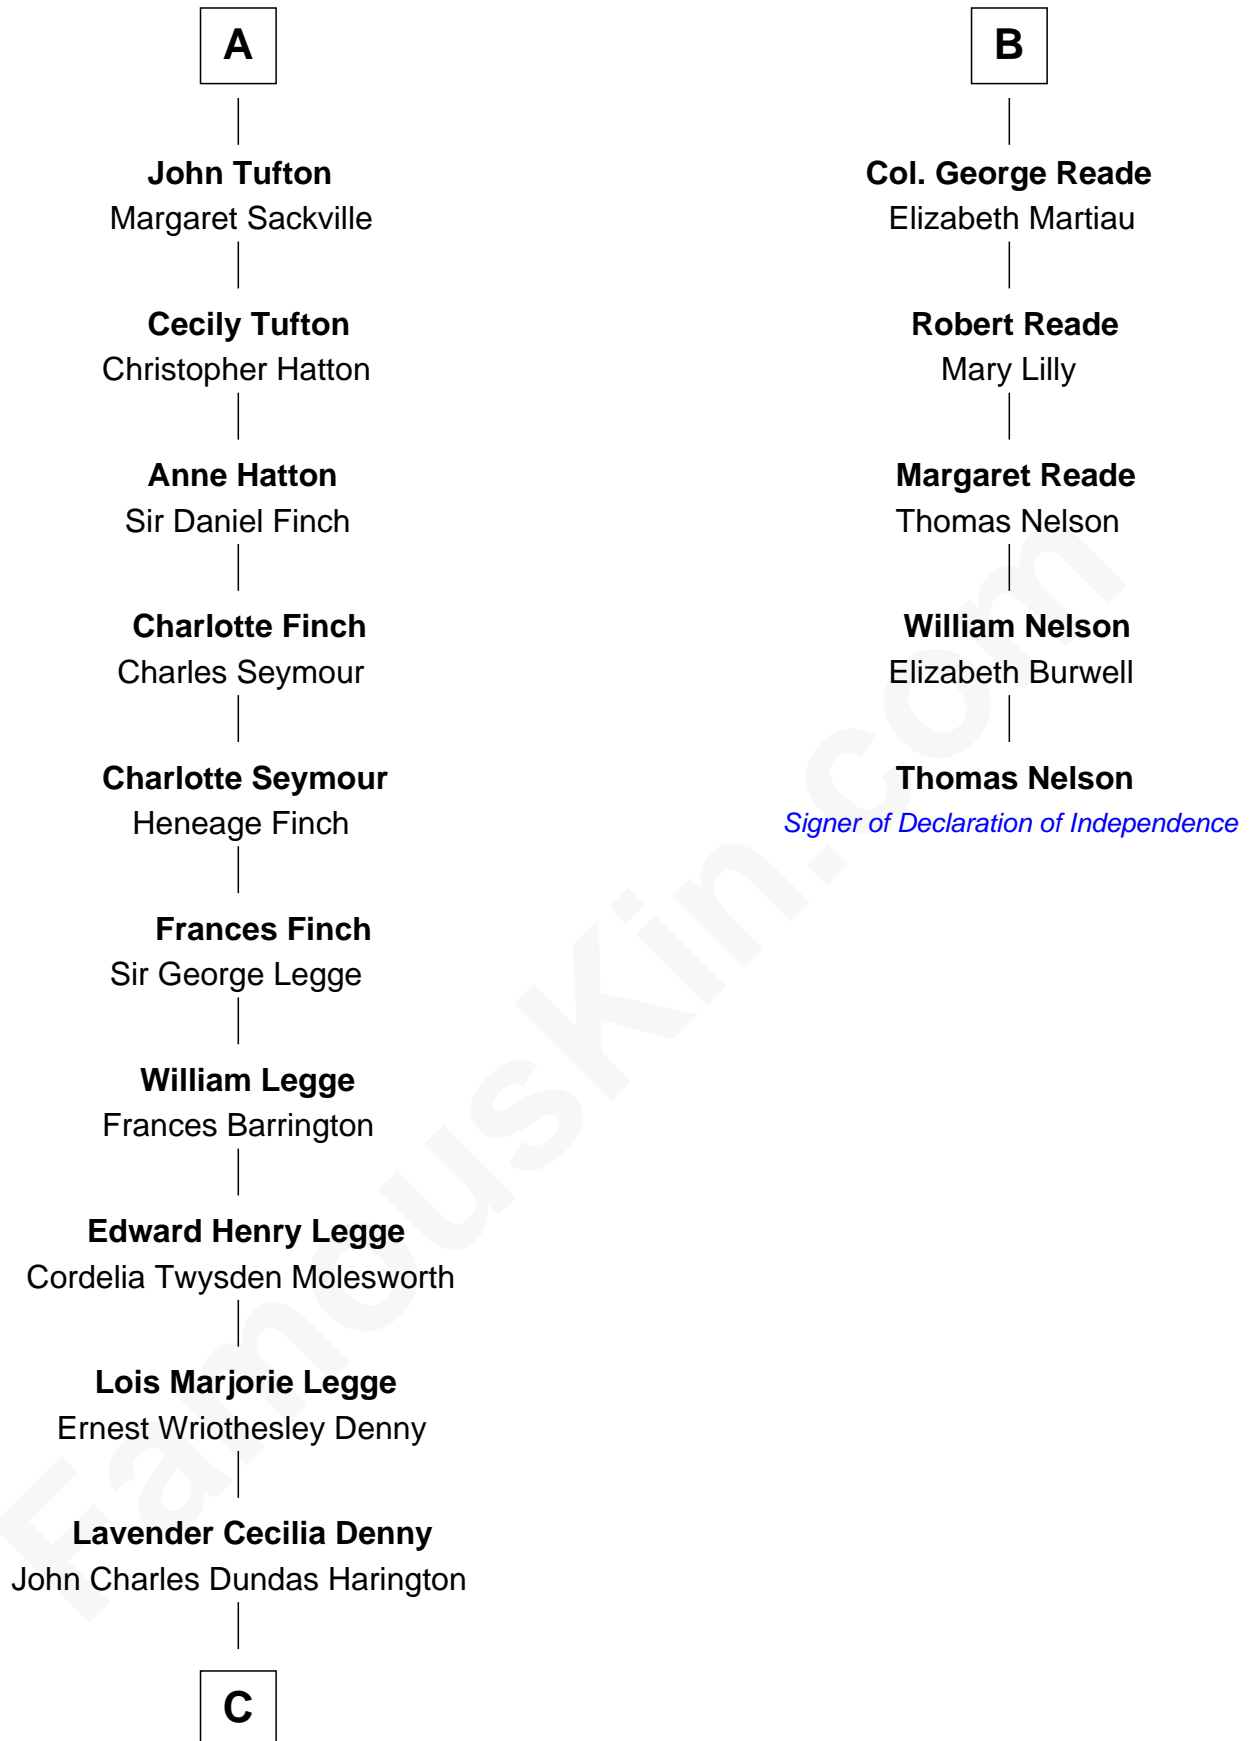 A
John Tufton
Margaret Sackville
Cecily Tufton
Christopher Hatton
Anne Hatton
Sir Daniel Finch
Charlotte Finch
Charles Seymour
Charlotte Seymour
Heneage Finch
Frances Finch
Sir George Legge
William Legge
Frances Barrington
Edward Henry Legge
Cordelia Twysden Molesworth
Lois Marjorie Legge
Ernest Wriothesley Denny
Lavender Cecilia Denny
John Charles Dundas Harington
C
B
Col. George Reade
Elizabeth Martiau
Robert Reade
Mary Lilly
Margaret Reade
Thomas Nelson
William Nelson
Elizabeth Burwell
Thomas Nelson
Signer of Declaration of Independence
FamousKin.com